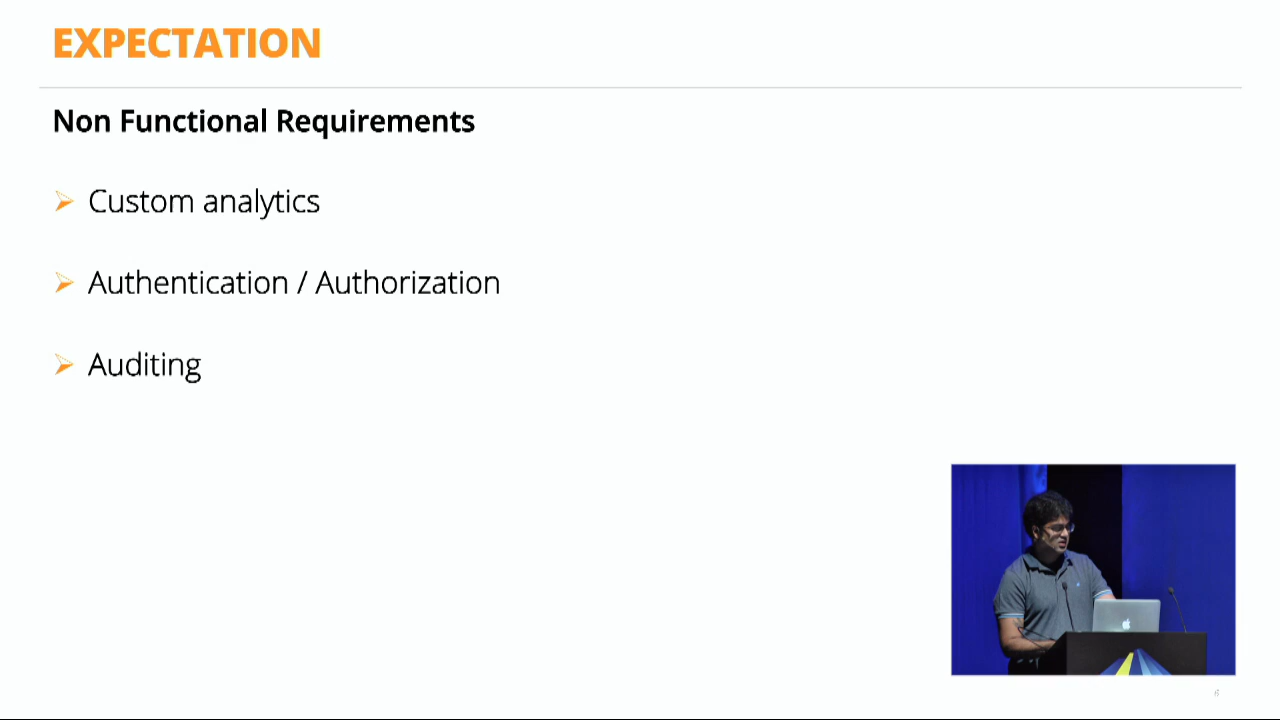 EXPECTATION
Non Functional Requirements
Custom analytics
Authentication / Authorization
Auditing